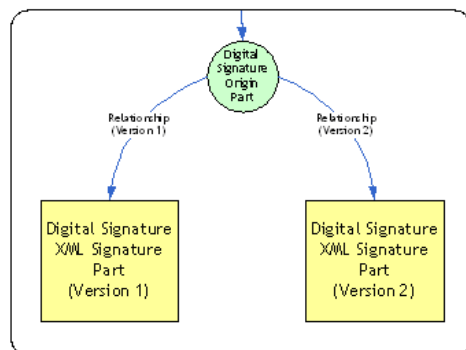 Digital
Signature
Origin
Part
Relationship
(Version 1)
Relationship
(Version 2)
Digital Signature
XML Signature
Part
(Version 1)
Digital Signature
XML Signature
Part
(Version 2)